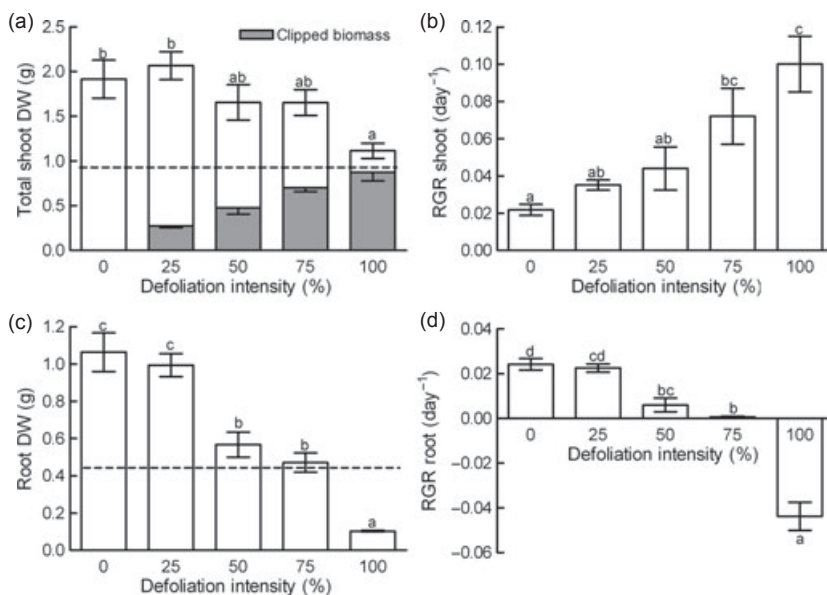 (a)
Clipped biomass
Total shoot DW (g)
2.5
2.0
1.5
1.0
0.5
0.0
b
b
ab
ab
a
0 25 50 75 100
Defoliation intensity (%)
(b)
RGR shoot (day−1)
0.12
0.10
0.08
0.06
0.04
0.02
0.00
a
ab
ab
bc
c
0 25 50 75 100
Defoliation intensity (%)
(c)
Root DW (g)
1.2
1.0
0.8
0.6
0.4
0.2
0.0
c
c
b
b
a
0 25 50 75 100
Defoliation intensity (%)
(d)
RGR root (day−1)
0.04
0.02
0.00
−0.02
−0.04
−0.06
d
cd
bc
b
a
0 25 50 75 100
Defoliation intensity (%)